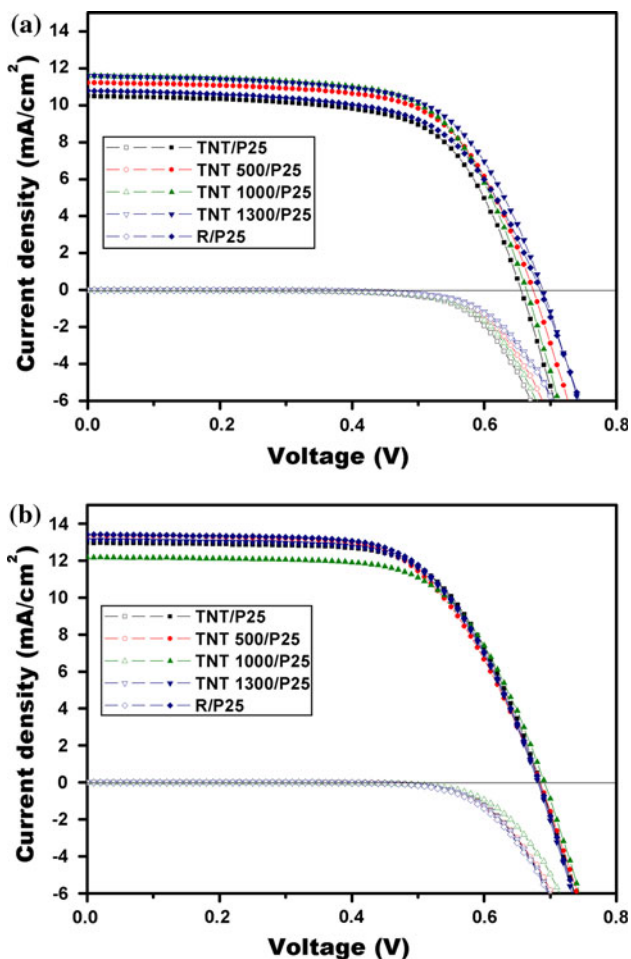 (a)
Current density (mA/cm²)
14
12
10
8
6
4
2
0
-2
-4
-6
TNT/P25
TNT 500/P25
TNT 1000/P25
TNT 1300/P25
R/P25
0.0 0.2 0.4 0.6 0.8
Voltage (V)
(b)
Current density (mA/cm²)
14
12
10
8
6
4
2
0
-2
-4
-6
TNT/P25
TNT 500/P25
TNT 1000/P25
TNT 1300/P25
R/P25
0.0 0.2 0.4 0.6 0.8
Voltage (V)